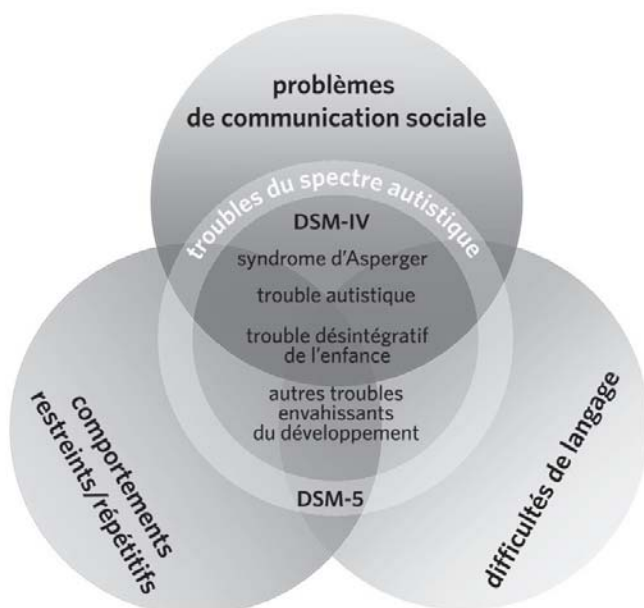 problèmes
de communication sociale
troubles du spectre autistique
DSM-IV
syndrome d'Asperger
trouble autistique
trouble désintégratif
de l'enfance
autres troubles
envahissants
du développement
DSM-5
comportements
restreints/répétitifs
difficultés de langage